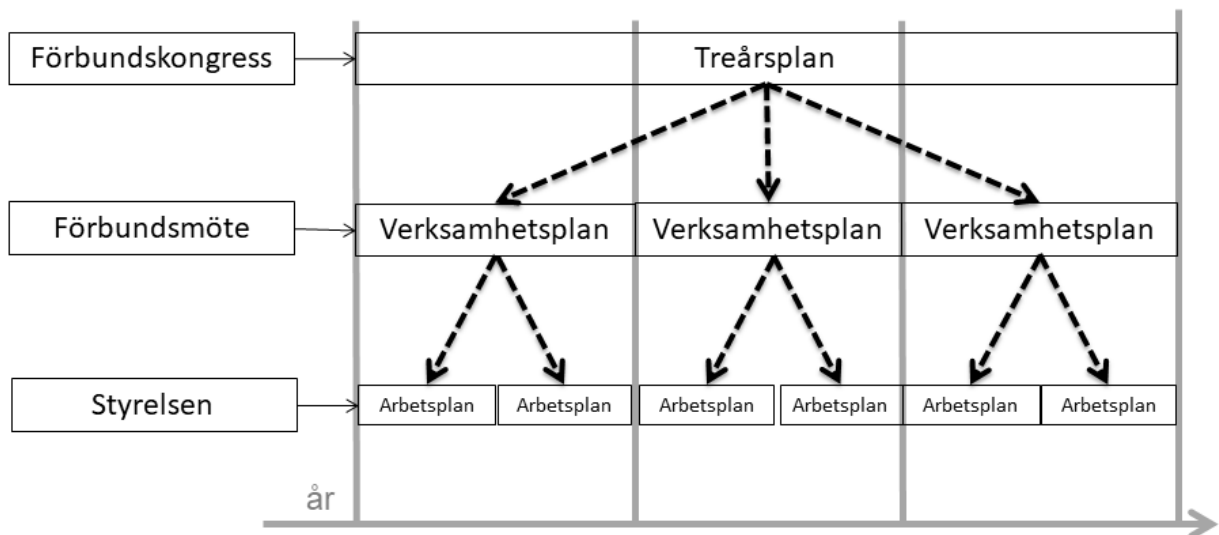 Förbundskongress
Treårsplan
Förbundsmöte
Verksamhetsplan
Verksamhetsplan
Verksamhetsplan
Styrelsen
Arbetsplan
Arbetsplan
Arbetsplan
Arbetsplan
Arbetsplan
Arbetsplan
år